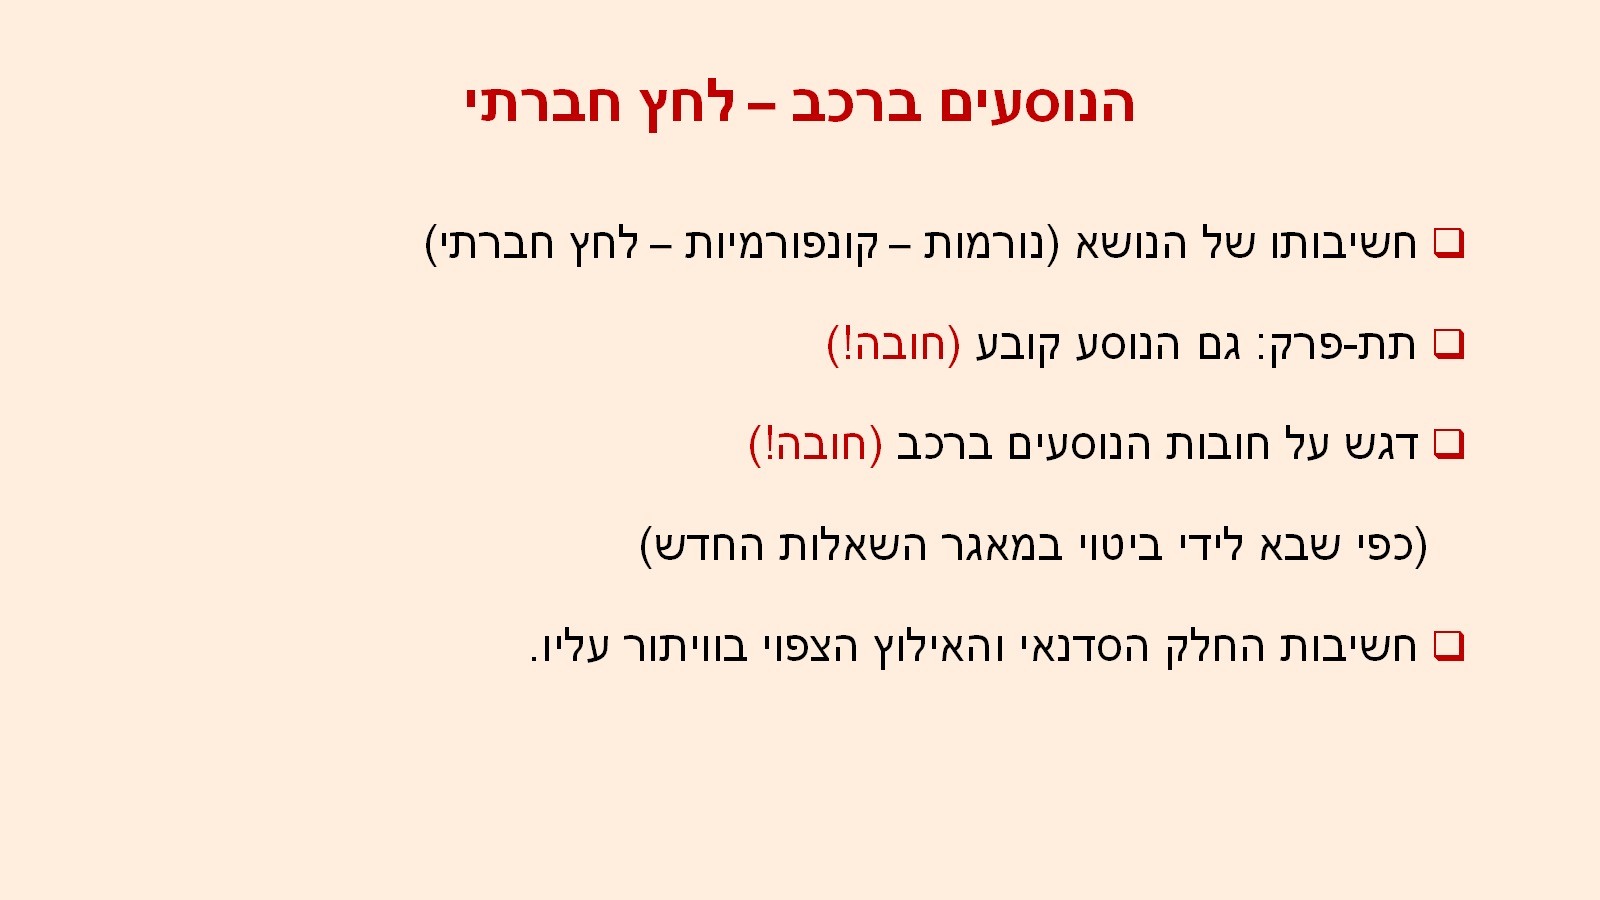 הנוסעים ברכב – לחץ חברתי
חשיבותו של הנושא (נורמות – קונפורמיות – לחץ חברתי)
תת-פרק: גם הנוסע קובע (חובה!)
דגש על חובות הנוסעים ברכב (חובה!)
(כפי שבא לידי ביטוי במאגר השאלות החדש)
חשיבות החלק הסדנאי והאילוץ הצפוי בוויתור עליו.